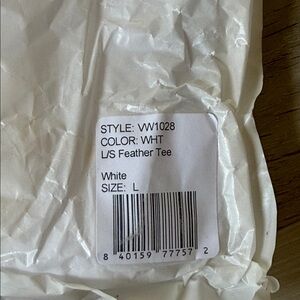 STYLE: VW1028
COLOR: WHT
L/S Feather Tee
White
SIZE: L
8 40159 77757 2